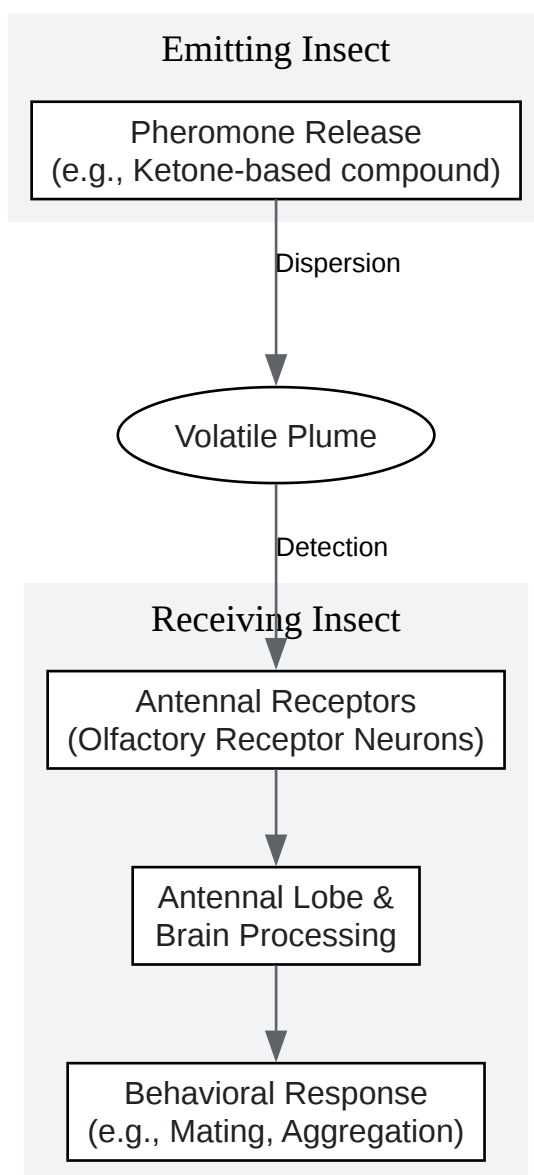 Emitting Insect
Pheromone Release
(e.g., Ketone-based compound)
Dispersion
Volatile Plume
Detection
Receiving Insect
Antennal Receptors
(Olfactory Receptor Neurons)
Antennal Lobe &
Brain Processing
Behavioral Response
(e.g., Mating, Aggregation)